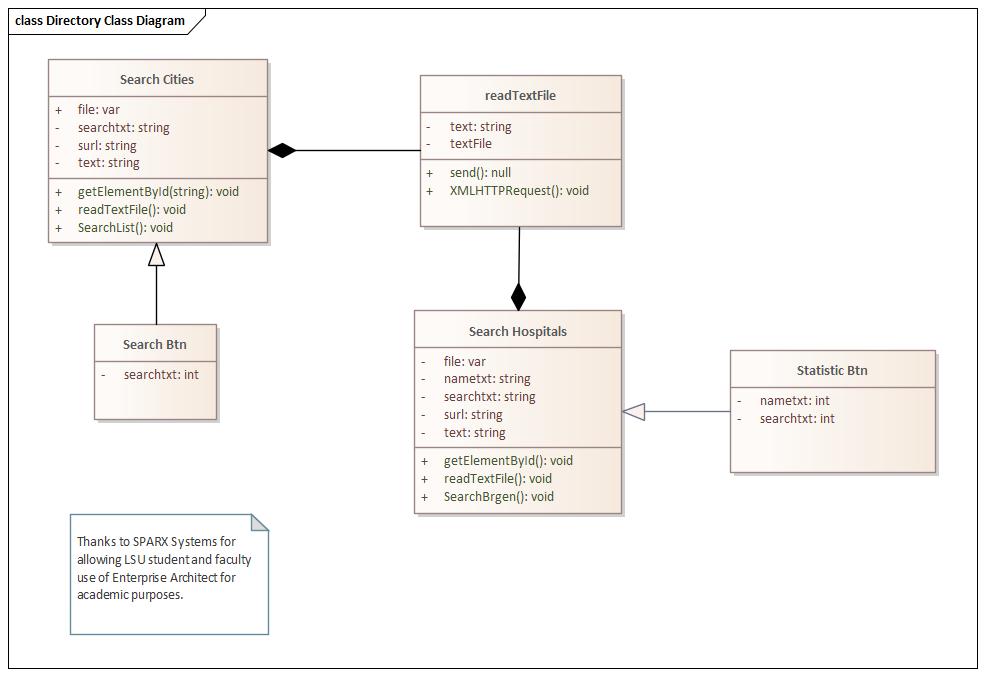 class Directory Class Diagram
Search Cities
+ file: var
- searchtxt: string
- surl: string
- text: string
+ getElementById(string): void
+ readTextFile(): void
+ SearchList(): void
readTextFile
- text: string
- textFile
+ send(): null
+ XMLHTTPRequest(): void
Search Btn
- searchtxt: int
Search Hospitals
- file: var
- nametxt: string
- searchtxt: string
- surl: string
- text: string
+ getElementById(): void
+ readTextFile(): void
+ SearchBrgen(): void
Statistic Btn
- nametxt: int
- searchtxt: int
Thanks to SPARX Systems for
allowing LSU student and faculty
use of Enterprise Architect for
academic purposes.